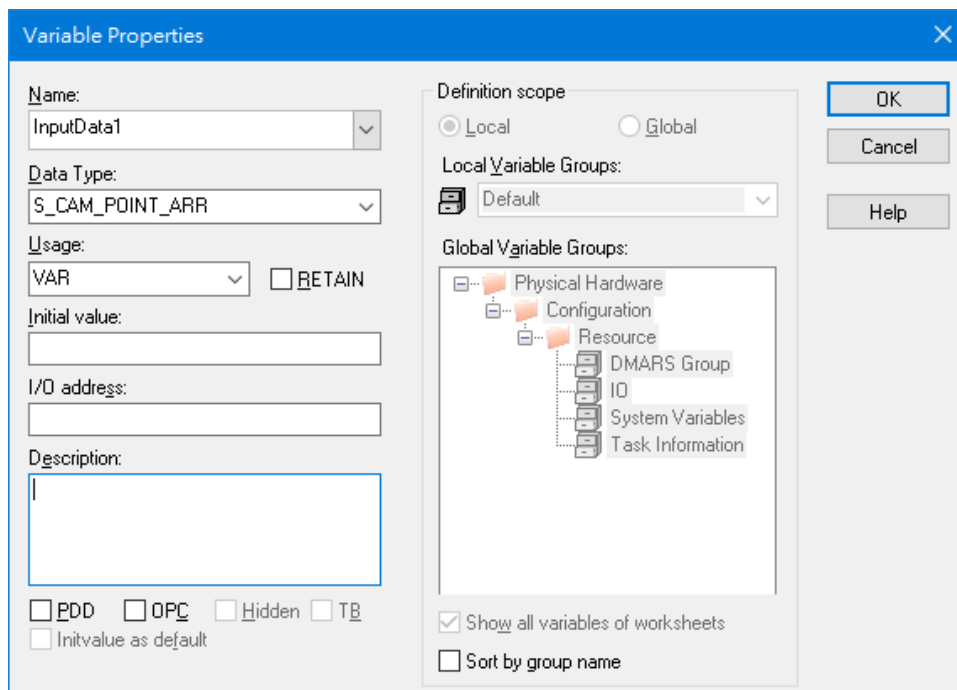 Variable Properties
Name:
InputData1
Data Type:
S_CAM_POINT_ARR
Usage:
VAR
RETAIN
Initial value:
I/O address:
Description:
PDD
OPC
Hidden
TB
Initvalue as default
Definition scope
Local
Global
Local Variable Groups:
Default
Global Variable Groups:
Physical Hardware
Configuration
Resource
DMARS Group
IO
System Variables
Task Information
Show all variables of worksheets
Sort by group name
OK
Cancel
Help